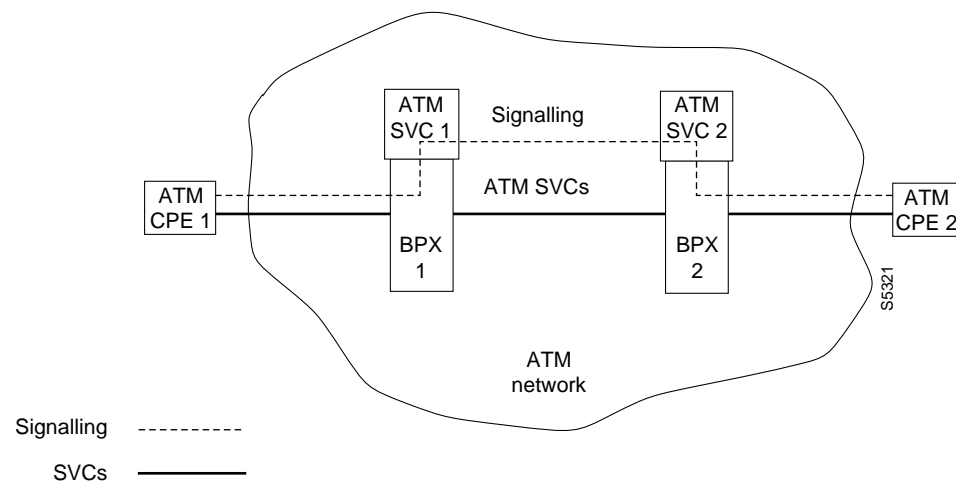 ATM
SVC 1
Signalling
ATM
SVC 2
ATM
CPE 1
ATM SVCs
ATM
CPE 2
BPX
1
BPX
2
S5321
ATM
network
Signalling
SVCs